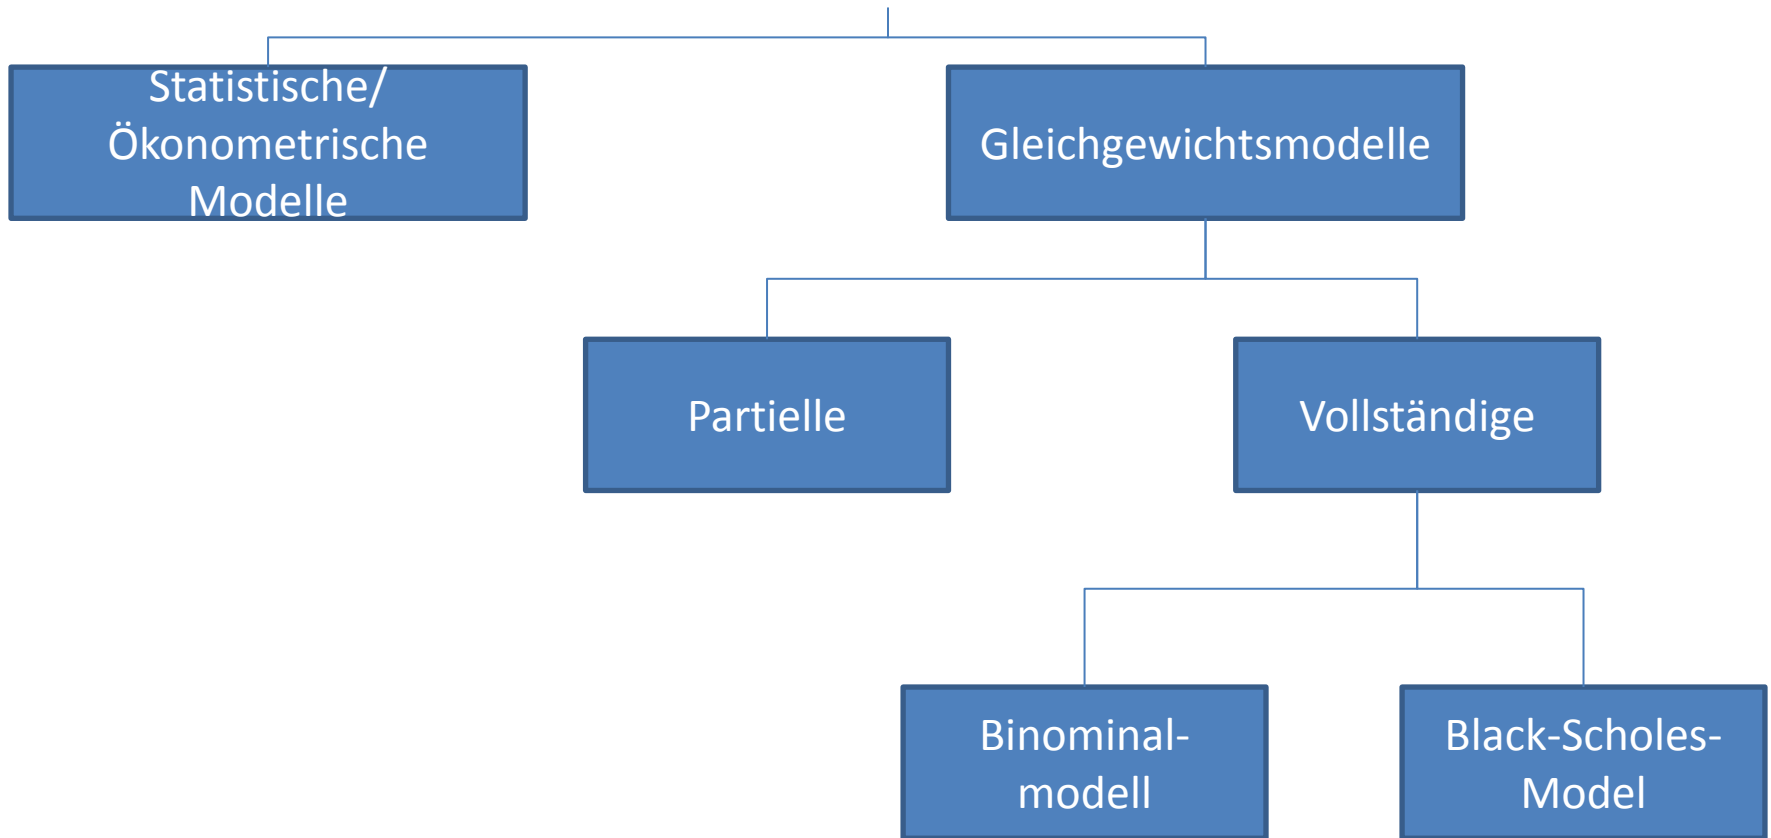 Statistische/
Ökonometrische
Modelle
Gleichgewichtsmodelle
Partielle
Vollständige
Binominal-
modell
Black-Scholes-
Model